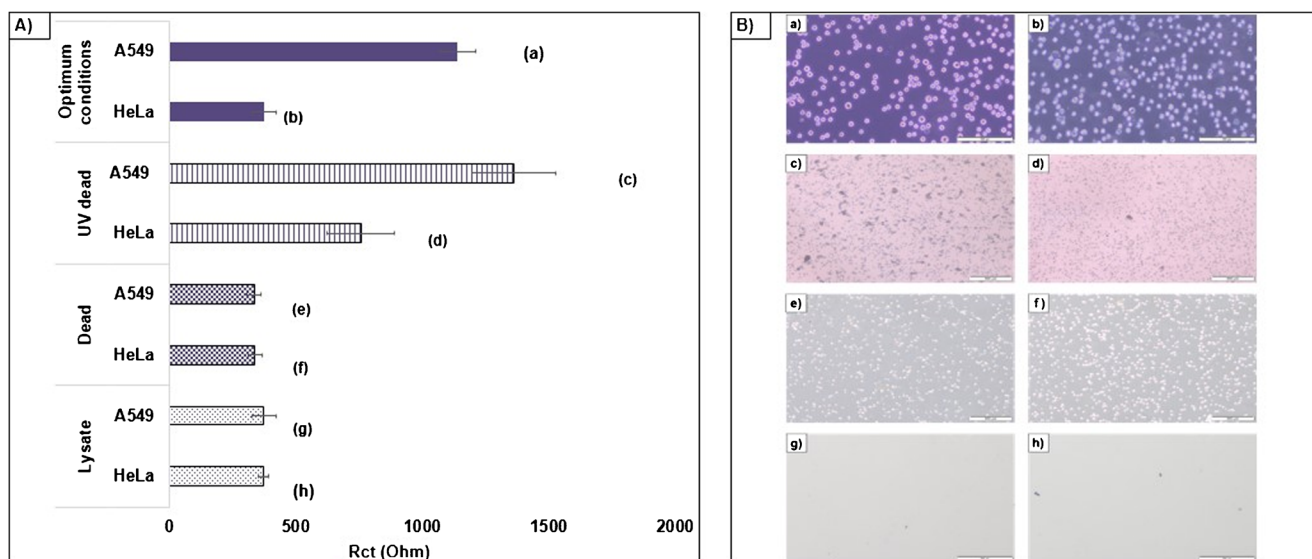 A)
Optimum
conditions
A549
(a)
HeLa
(b)
UV dead
A549
(c)
HeLa
(d)
Dead
A549
(e)
HeLa
(f)
Lysate
A549
(g)
HeLa
(h)
0 500 1000 1500 2000
Rct (Ohm)
B)
a)
b)
c)
d)
e)
f)
g)
h)